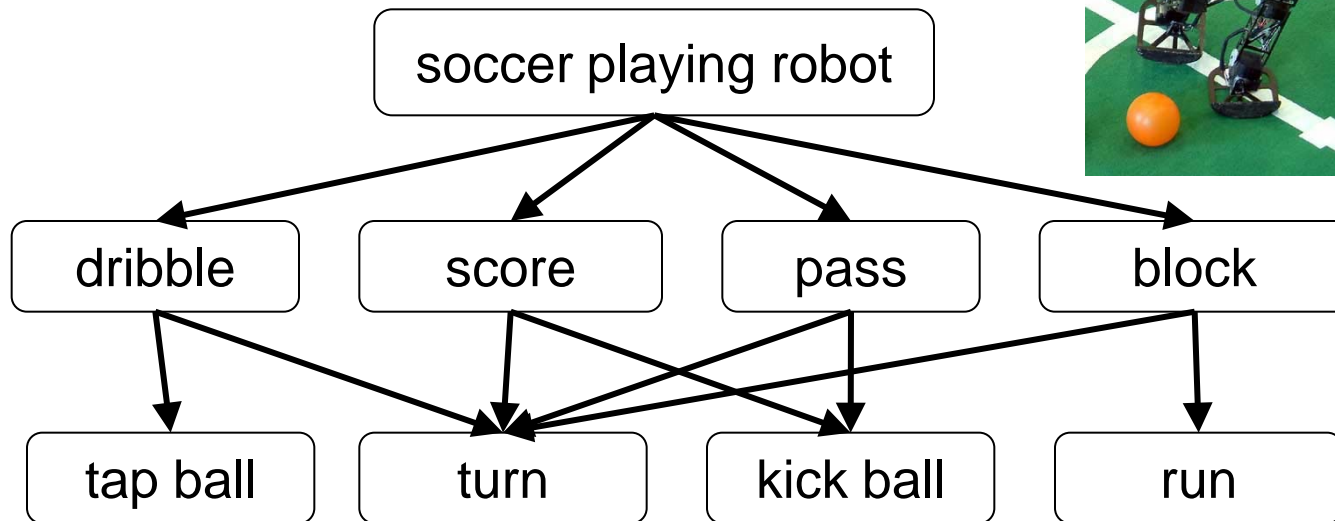 soccer playing robot
dribble
score
pass
block
tap ball
turn
kick ball
run